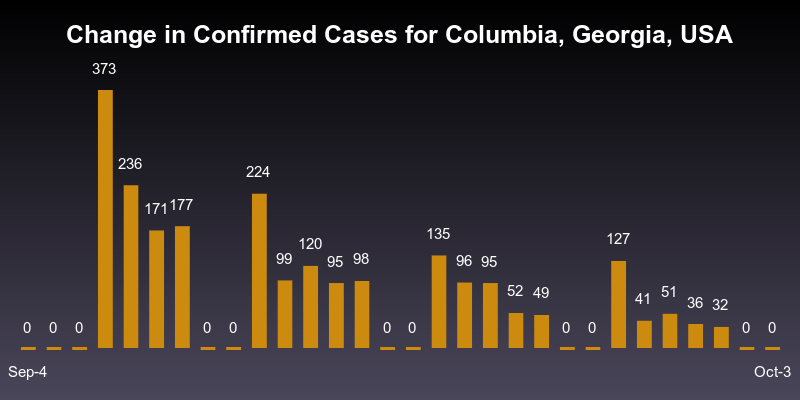 Change in Confirmed Cases for Columbia, Georgia, USA
373
236
171 177
224
99 120 95 98
135
96 95
52 49
127
41 51 36 32
0 0 0 0 0 0 0 0 0 0 0
Sep-4 Oct-3